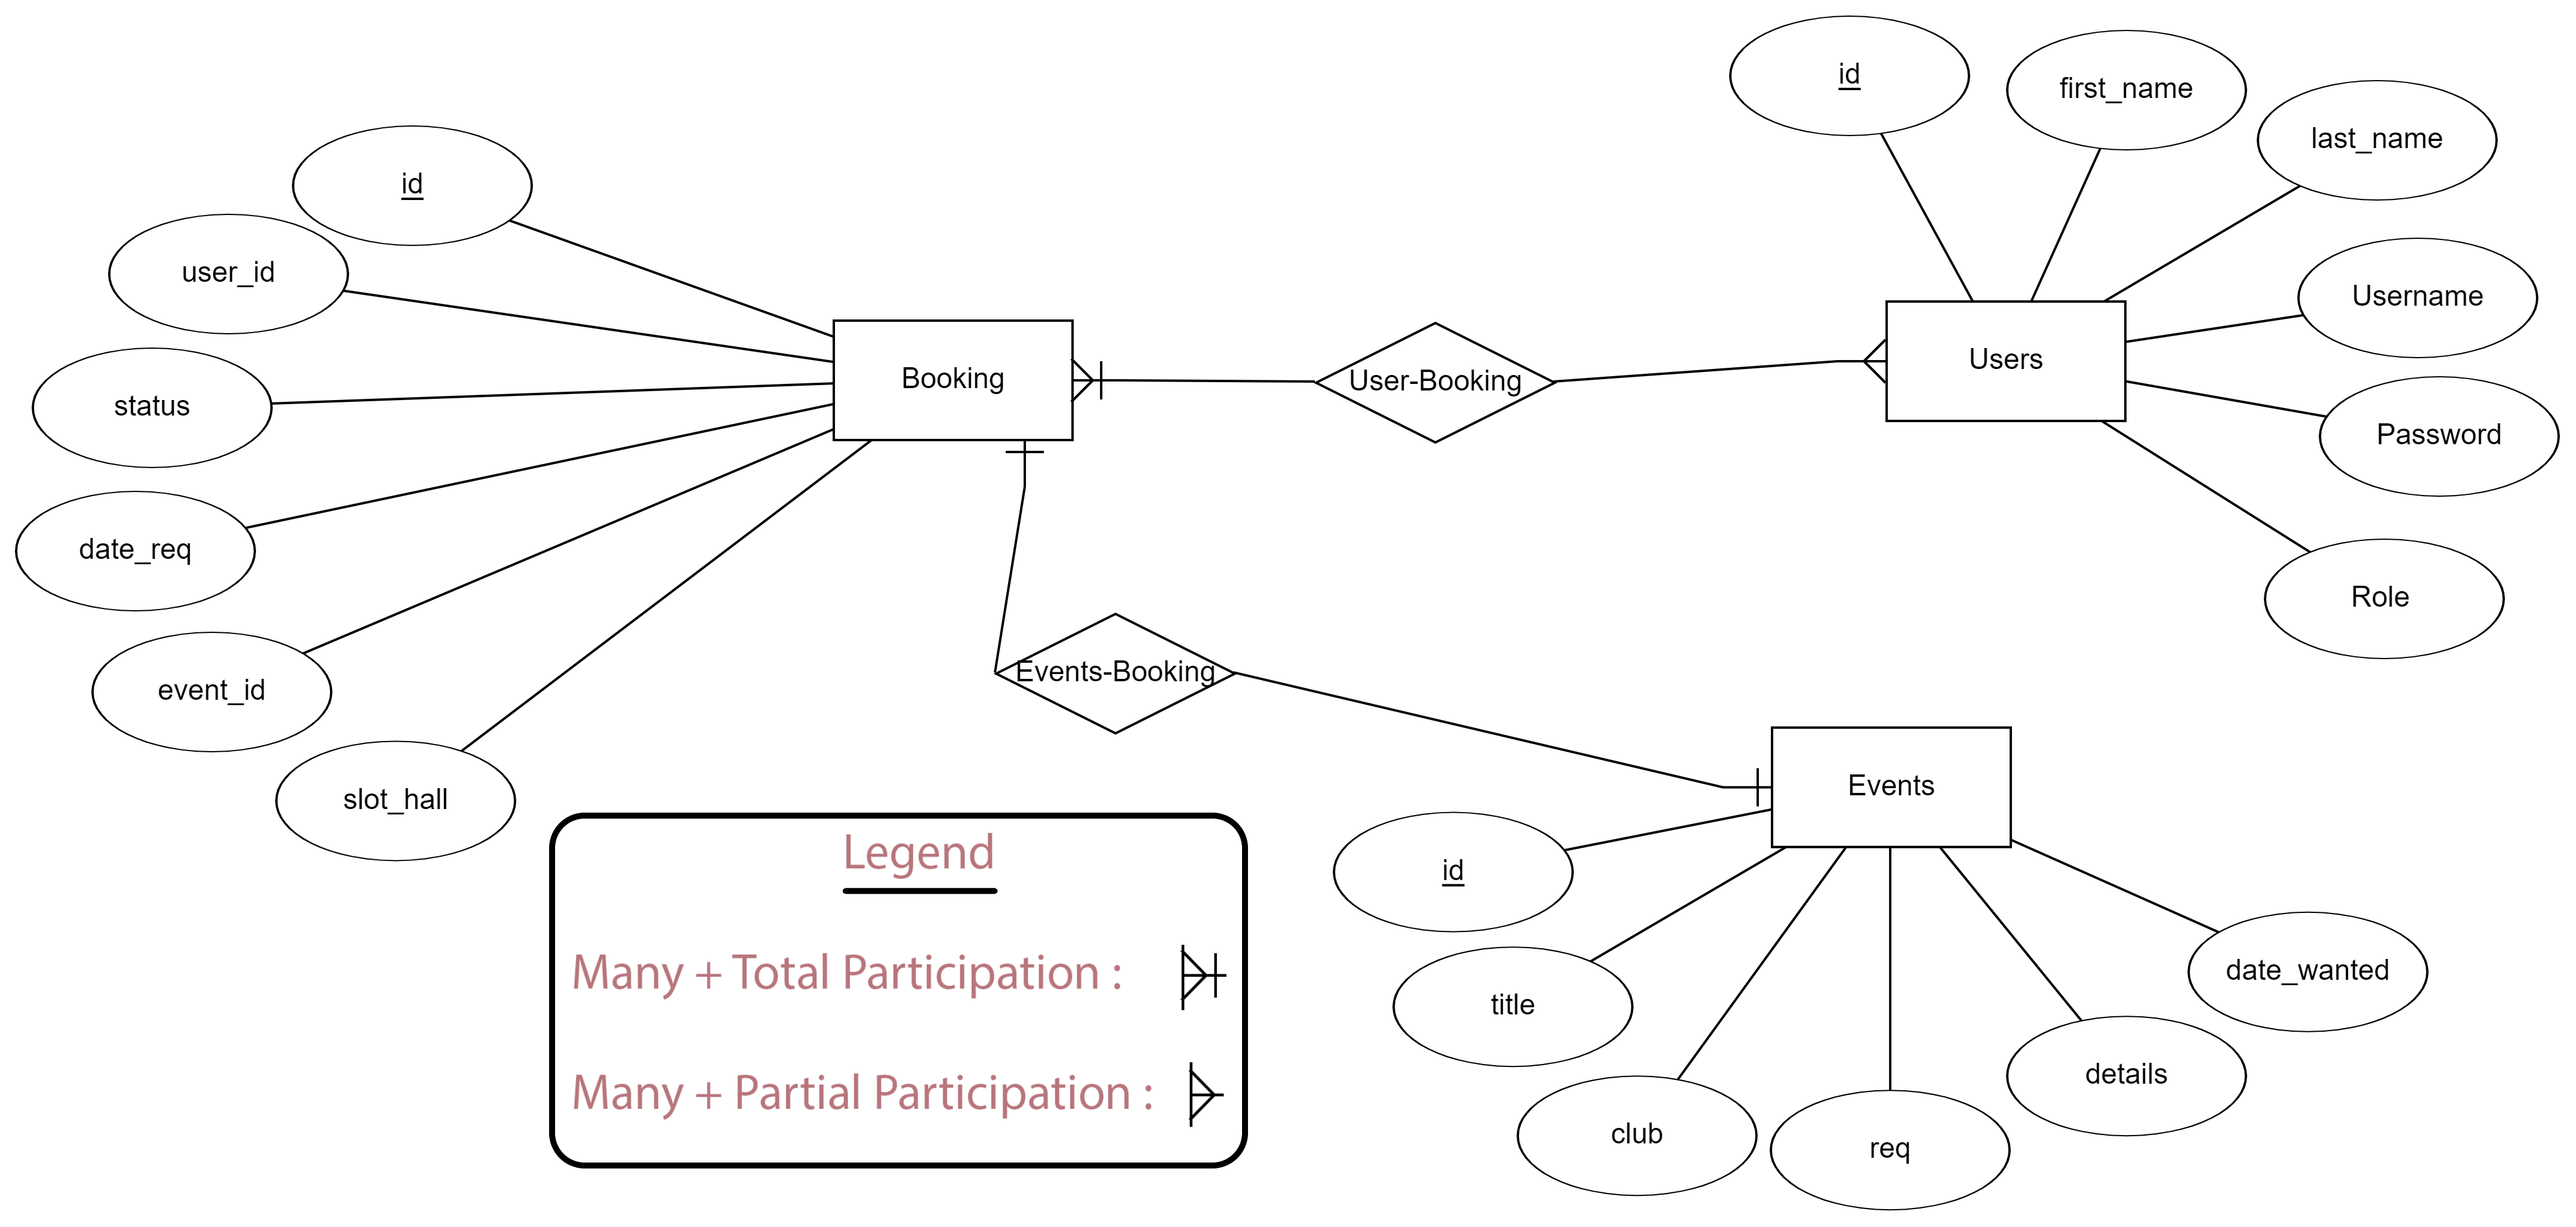 id
first_name
last_name
id
user_id
Username
Booking
User-Booking
Users
status
Password
date_req
Role
event_id
Events-Booking
slot_hall
Events
Legend
id
Many + Total Participation :
title
date_wanted
Many + Partial Participation :
details
club
req